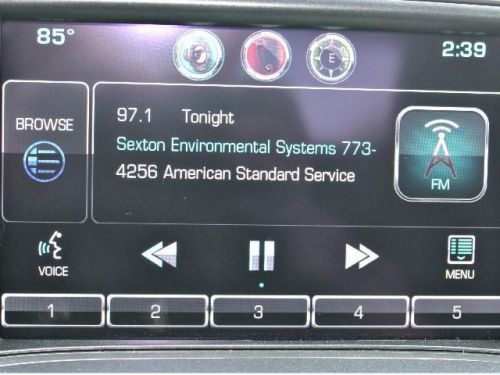 85°
2:39
E
97.1 Tonight
BROWSE
Sexton Environmental Systems 773-
4256 American Standard Service
FM
VOICE
MENU
1 2 3 4 5